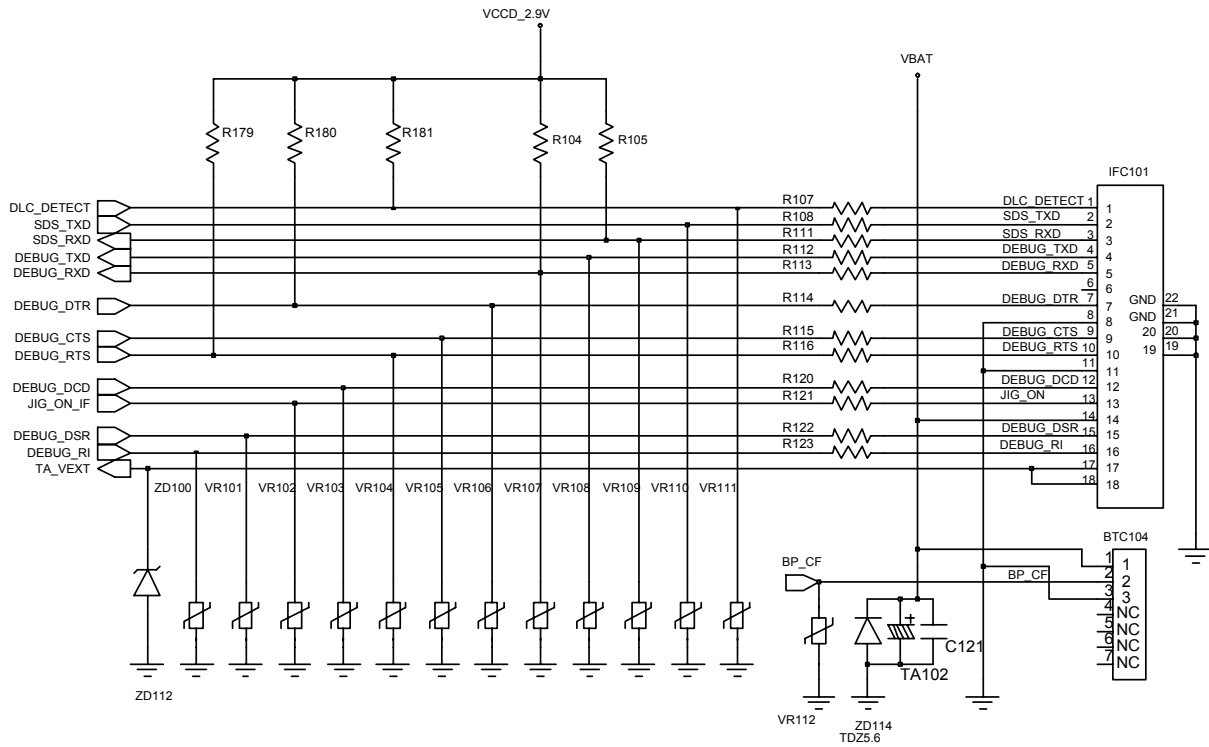 VCCD_2.9V
VBAT
R179
R180
R181
R104
R105
IFC101
DLC_DETECT
SDS_TXD
SDS_RXD
DEBUG_TXD
DEBUG_RXD
DEBUG_DTR
DEBUG_CTS
DEBUG_RTS
DEBUG_DCD
JIG_ON_IF
DEBUG_DSR
DEBUG_RI
TA_VEXT
R107
R108
R111
R112
R113
R114
R115
R116
R120
R121
R122
R123
DLC_DETECT 1 1
SDS_TXD 2 2
SDS_RXD 3 3
DEBUG_TXD 4 4
DEBUG_RXD 5 5
6 6
DEBUG_DTR 7 7
8 8
DEBUG_CTS 9 9
DEBUG_RTS 10 10
11 11
DEBUG_DCD 12 12
JIG_ON 13 13
14 14
DEBUG_DSR 15 15
DEBUG_RI 16 16
17 17
18 18
GND 22
GND 21
20 20
19 19
ZD100 VR101 VR102 VR103 VR104 VR105 VR106 VR107 VR108 VR109 VR110 VR111
ZD112
BTC104
BP_CF
BP_CF
1 1
2 2
3 3
4 NC
5 NC
6 NC
7 NC
+
C121
TA102
VR112
ZD114
TDZ5.6